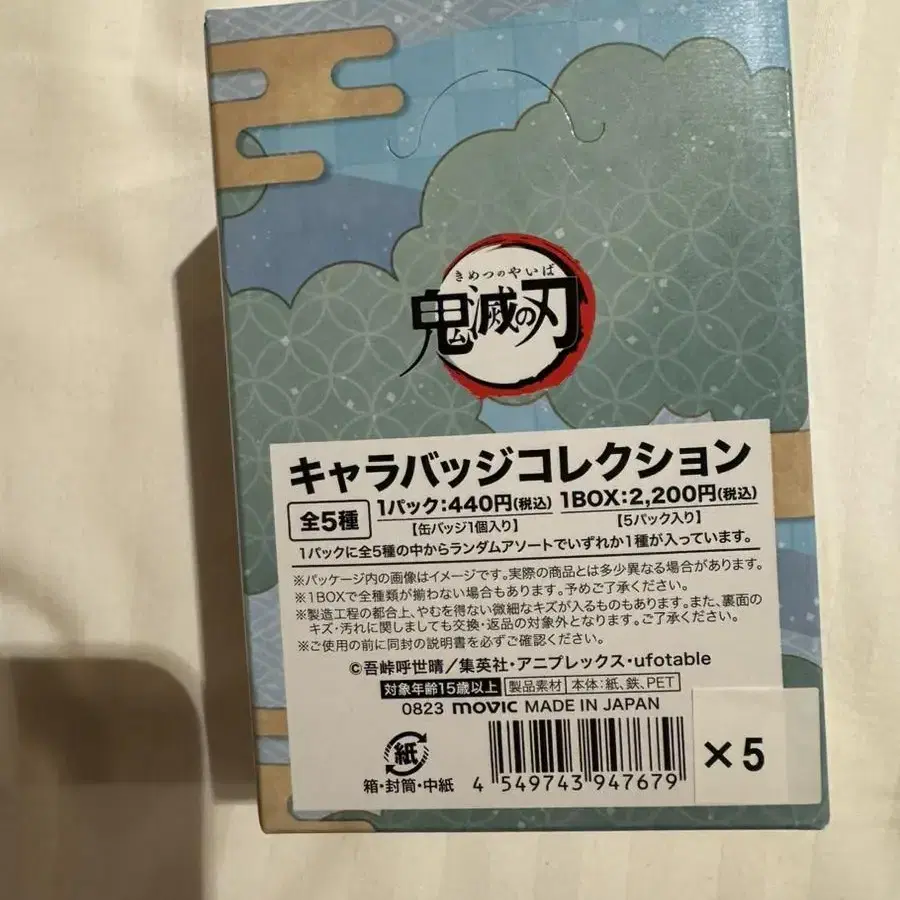 きめつのやいば
鬼滅の刃
キャラバッジコレクション
全5種 1パック:440円(税込) 1BOX:2,200円(税込)
【缶バッジ1個入り】 【5パック入り】
1パックに全5種の中からランダムアソートでいずれか1種が入っています。
※パッケージ内の画像はイメージです。実際の商品とは多少異なる場合があります。
※1BOXで全種類が揃わない場合もあります。予めご了承ください。
※製造工程の都合上、やむを得ない微細なキズが入るものもあります。また、裏面の
キズ・汚れに関しましても交換・返品の対象外となります。ご了承ください。
※ご使用の前に同封の説明書を必ずご確認ください。
©吾峠呼世晴/集英社・アニプレックス・ufotable
対象年齢15歳以上 製品素材 本体:紙、鉄、PET
0823 movic MADE IN JAPAN
紙
箱・封筒・中紙
4 549743 947679
×5